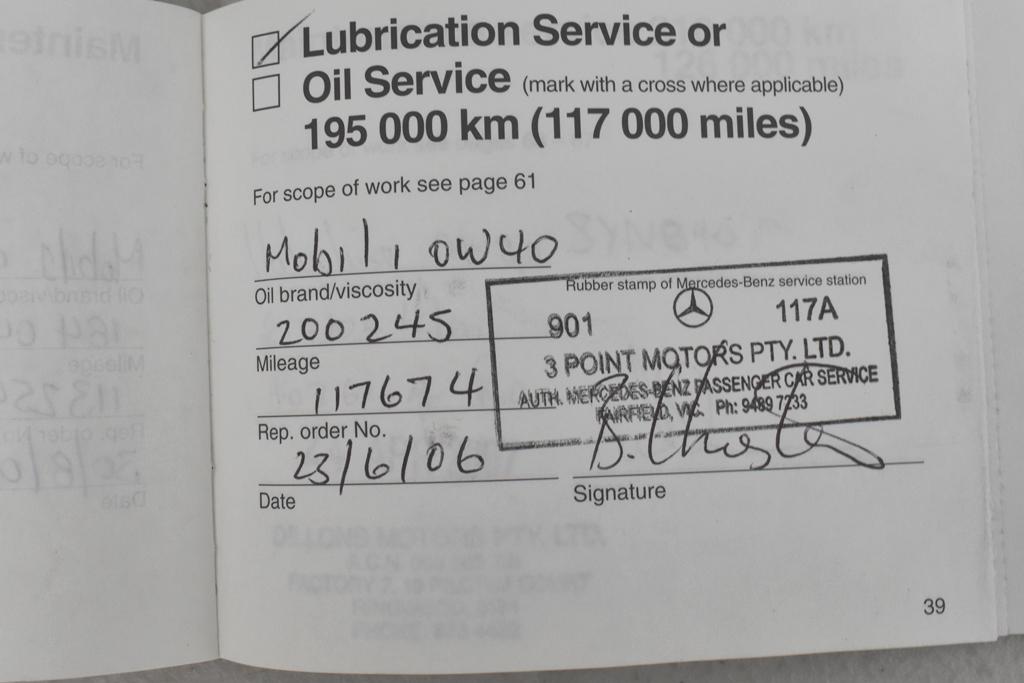 Lubrication Service or
Oil Service (mark with a cross where applicable)
195 000 km (117 000 miles)
For scope of work see page 61
Mobil 1 0W40
Oil brand/viscosity
200245
Mileage
117674
Rep. order No.
23/6/06
Date
Rubber stamp of Mercedes-Benz service station
901 117A
3 POINT MOTORS PTY. LTD.
AUTH. MERCEDES-BENZ PASSENGER CAR SERVICE
FAIRFIELD, VIC. Ph: 9489 7233
Signature
39